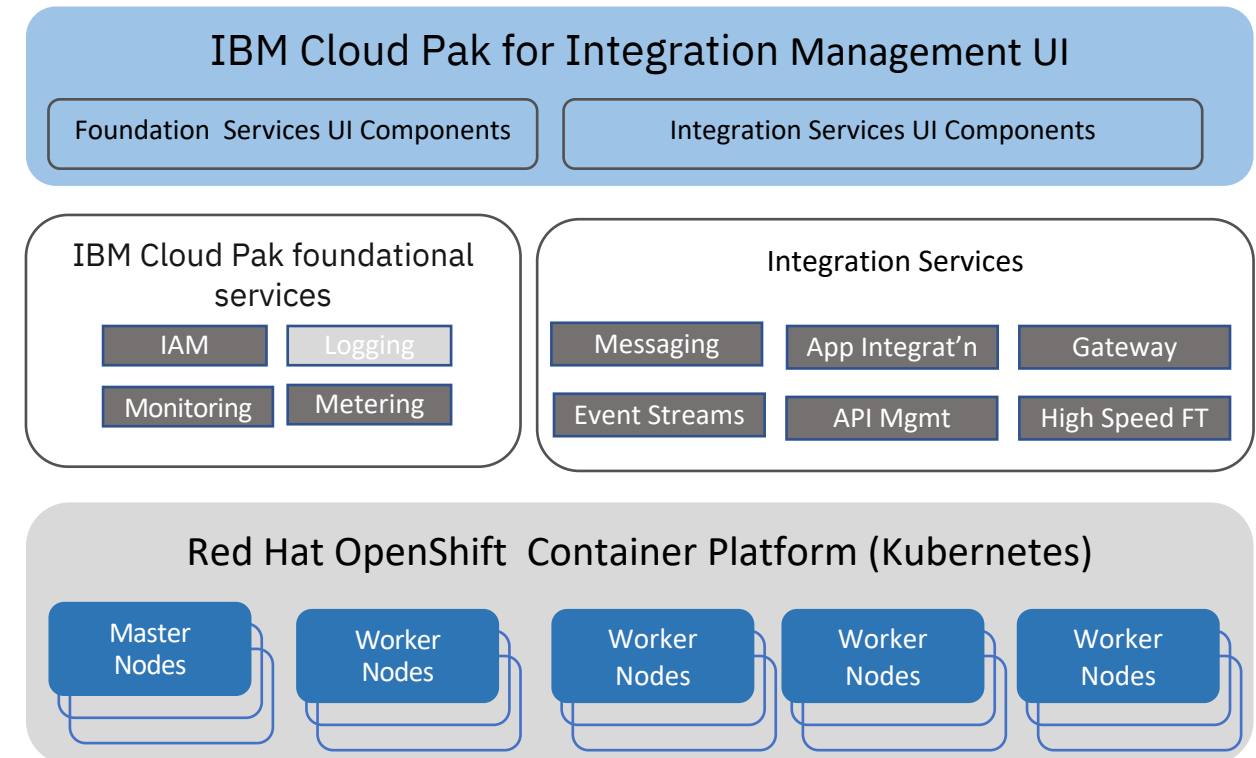 IBM Cloud Pak for Integration Management UI
Foundation Services UI Components
Integration Services UI Components
IBM Cloud Pak foundational
services
IAM
Logging
Monitoring
Metering
Integration Services
Messaging
App Integrat’n
Gateway
Event Streams
API Mgmt
High Speed FT
Red Hat OpenShift Container Platform (Kubernetes)
Master
Nodes
Worker
Nodes
Worker
Nodes
Worker
Nodes
Worker
Nodes